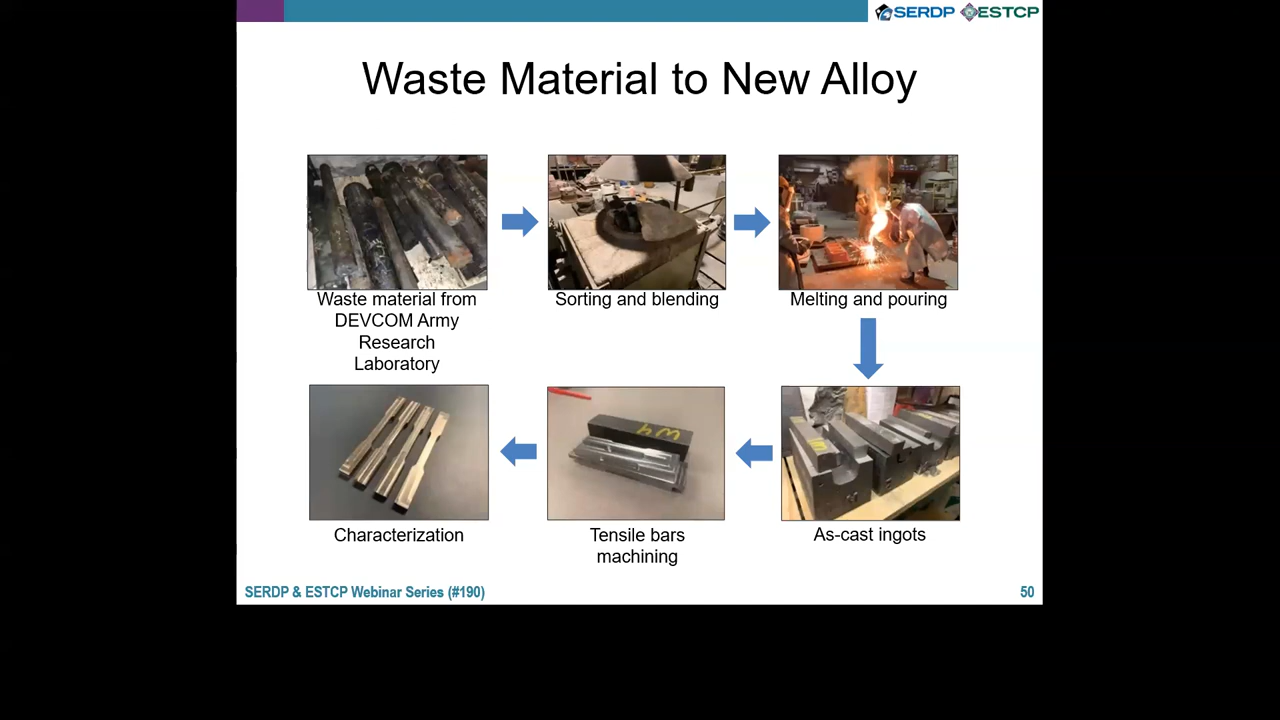 SERDP ESTCP
Waste Material to New Alloy
Waste material from
DEVCOM Army
Research
Laboratory
Sorting and blending
Melting and pouring
Characterization
Tensile bars
machining
As-cast ingots
SERDP & ESTCP Webinar Series (#190)
50